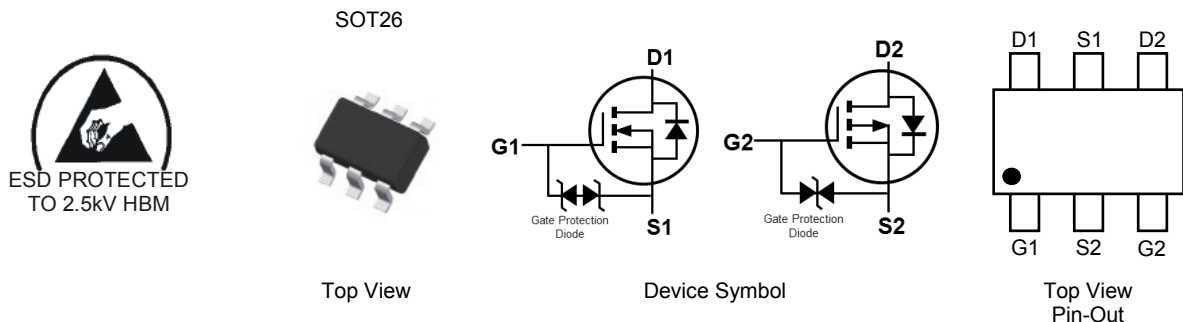 SOT26
ESD PROTECTED
TO 2.5kV HBM
Top View
D1
G1
Gate Protection
Diode
S1
D2
G2
Gate Protection
Diode
S2
Device Symbol
D1 S1 D2
G1 S2 G2
Top View
Pin-Out